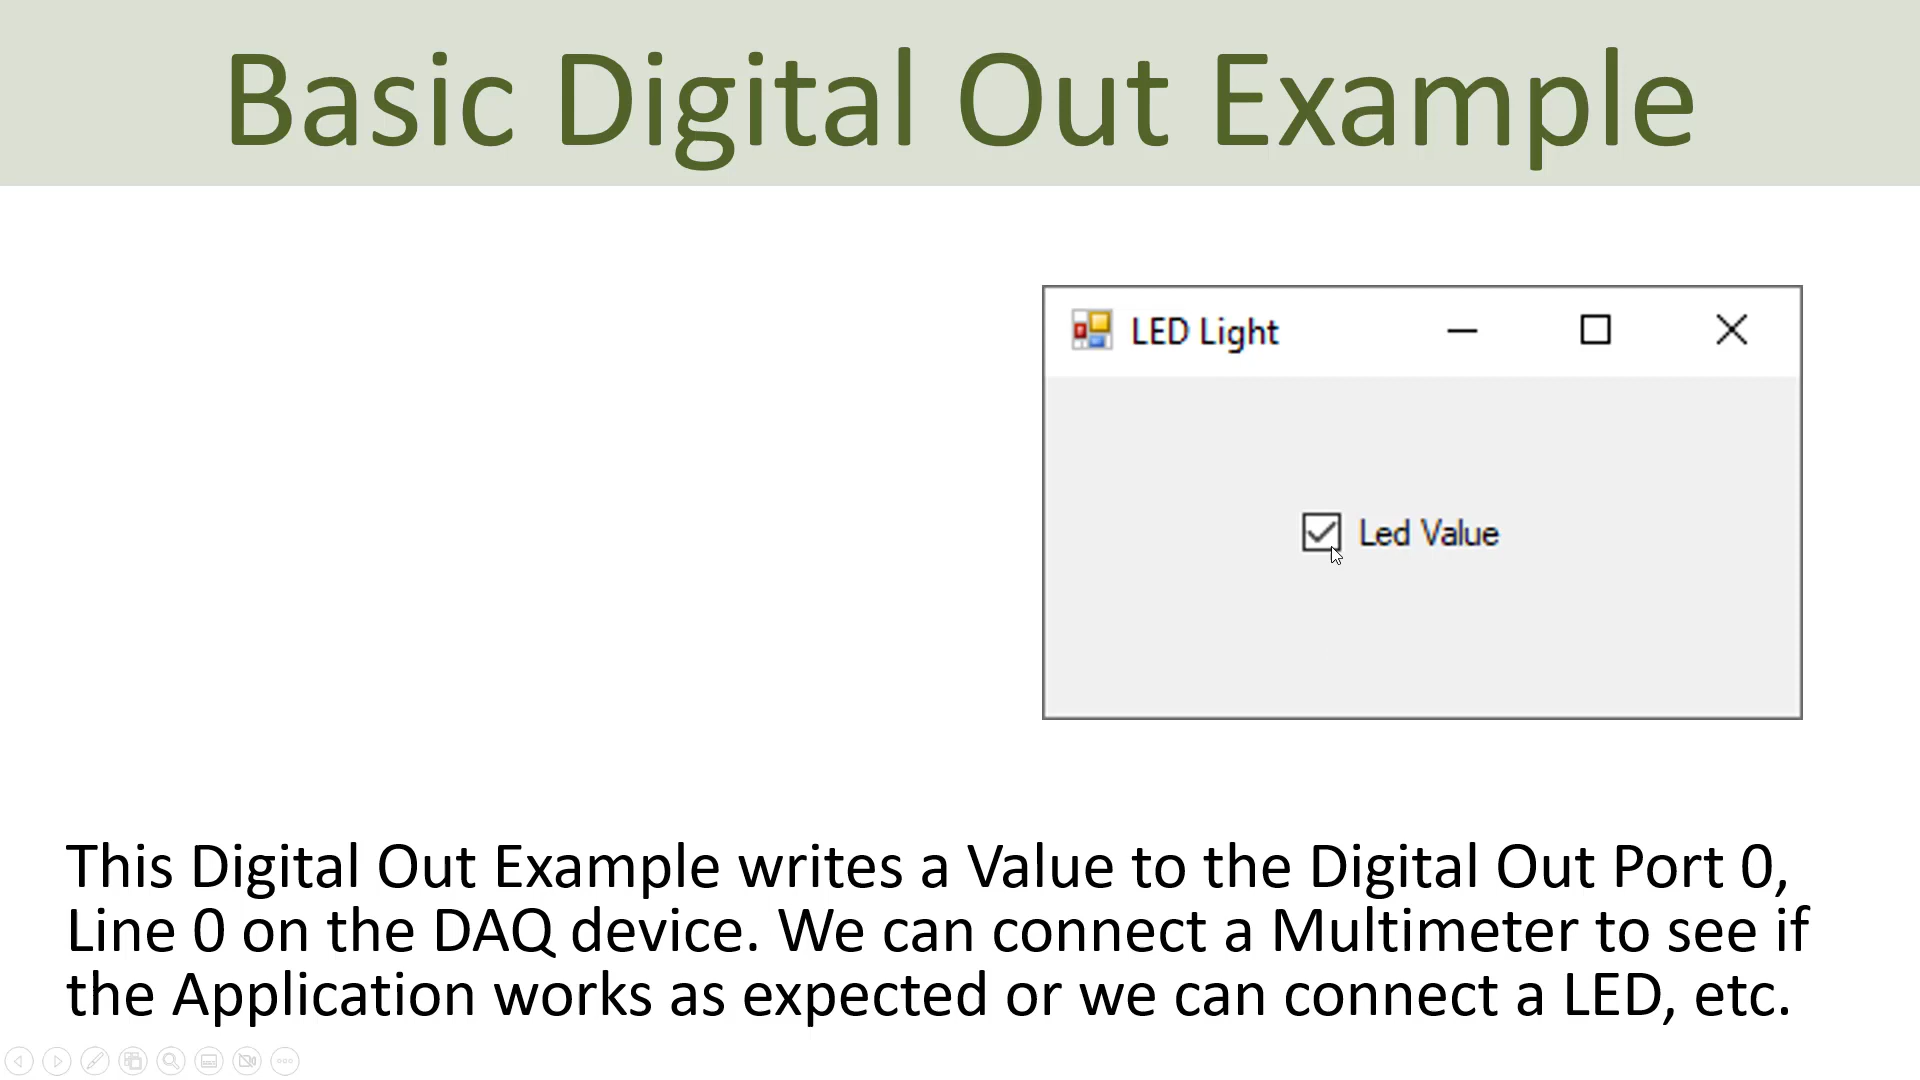 Basic Digital Out Example
LED Light
Led Value
This Digital Out Example writes a Value to the Digital Out Port 0,
Line 0 on the DAQ device. We can connect a Multimeter to see if
the Application works as expected or we can connect a LED, etc.